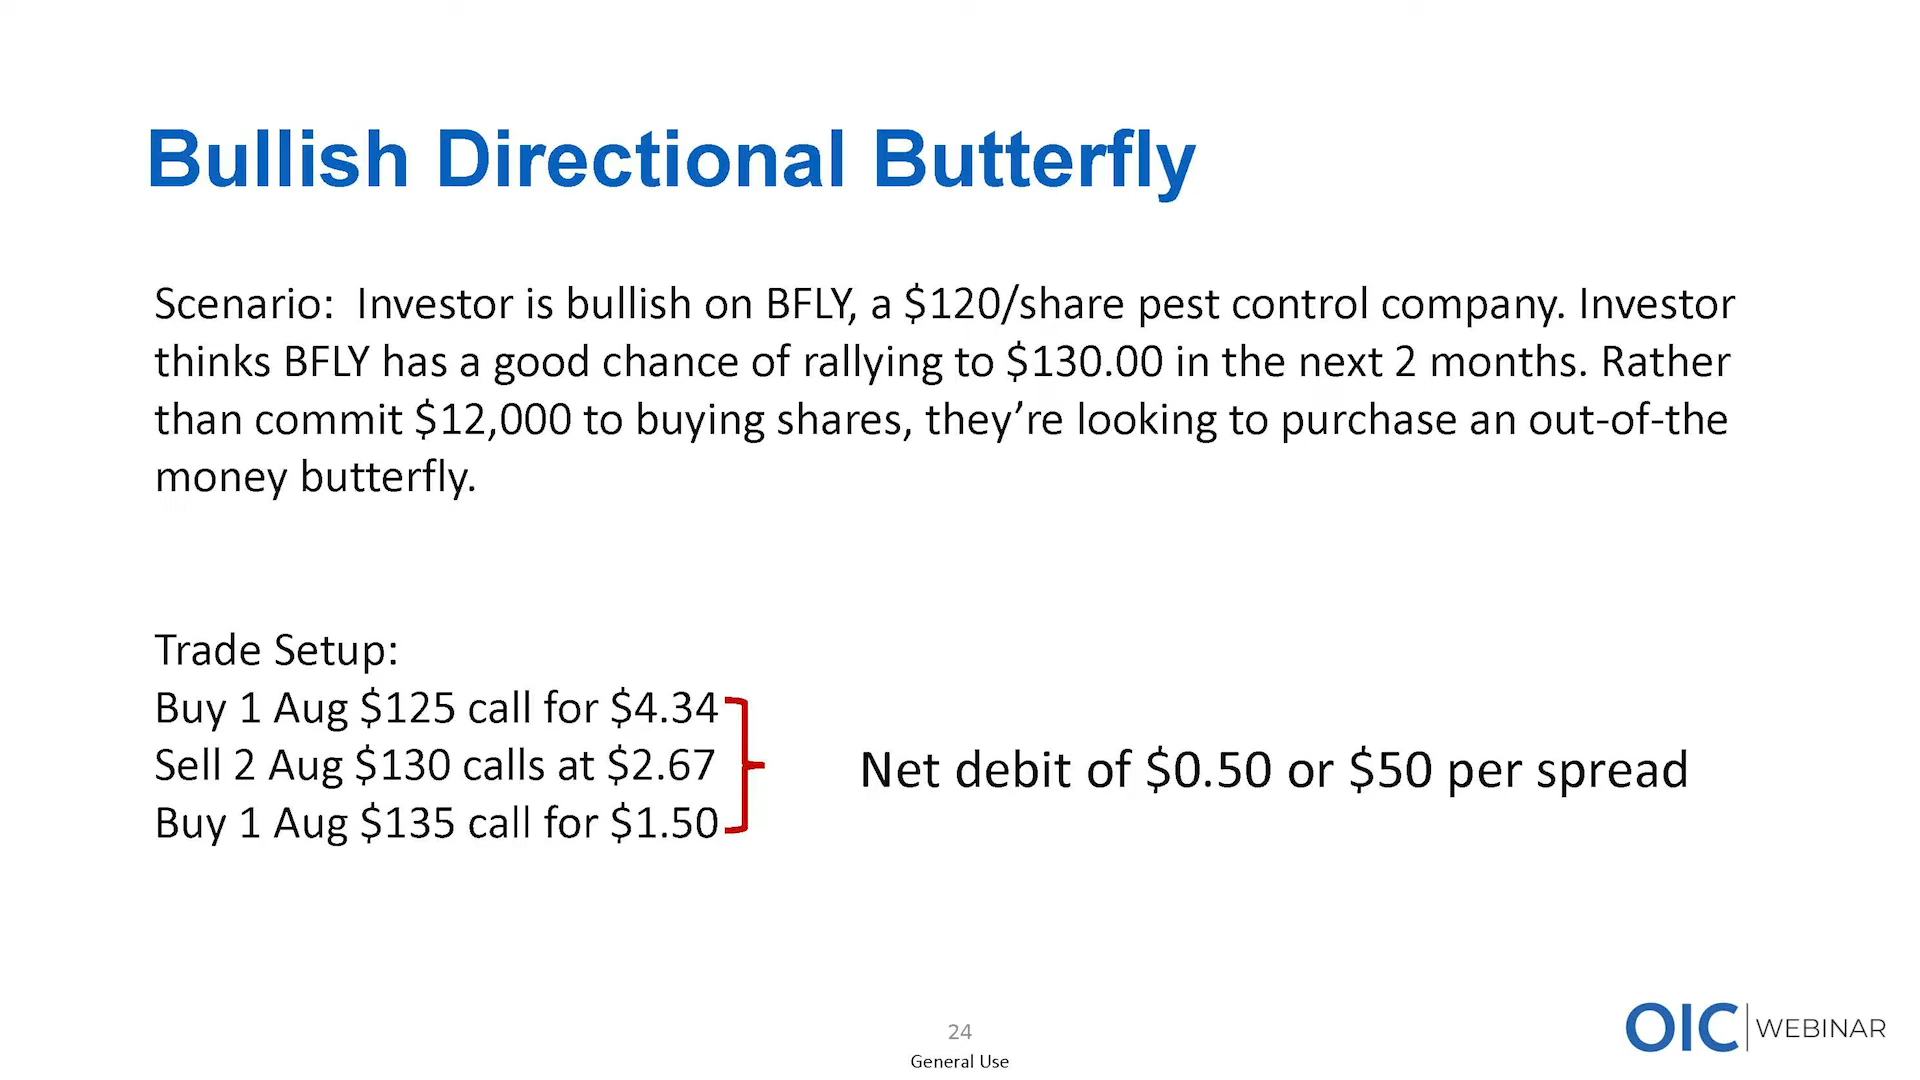 Bullish Directional Butterfly
Scenario:  Investor is bullish on BFLY, a $120/share pest control company. Investor
thinks BFLY has a good chance of rallying to $130.00 in the next 2 months. Rather
than commit $12,000 to buying shares, they’re looking to purchase an out-of-the
money butterfly.
Trade Setup:
Buy 1 Aug $125 call for $4.34
Sell 2 Aug $130 calls at $2.67
Buy 1 Aug $135 call for $1.50
Net debit of $0.50 or $50 per spread
24
General Use
OIC WEBINAR